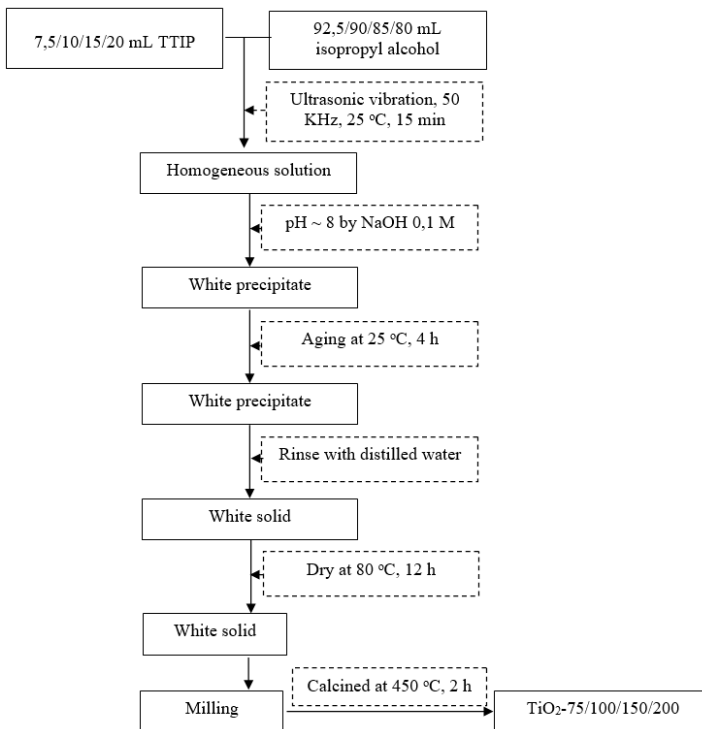 7,5/10/15/20 mL TTIP
92,5/90/85/80 mL
isopropyl alcohol
Ultrasonic vibration, 50
KHz, 25 °C, 15 min
Homogeneous solution
pH ~ 8 by NaOH 0,1 M
White precipitate
Aging at 25 °C, 4 h
White precipitate
Rinse with distilled water
White solid
Dry at 80 °C, 12 h
White solid
Calcined at 450 °C, 2 h
Milling
TiO₂-75/100/150/200